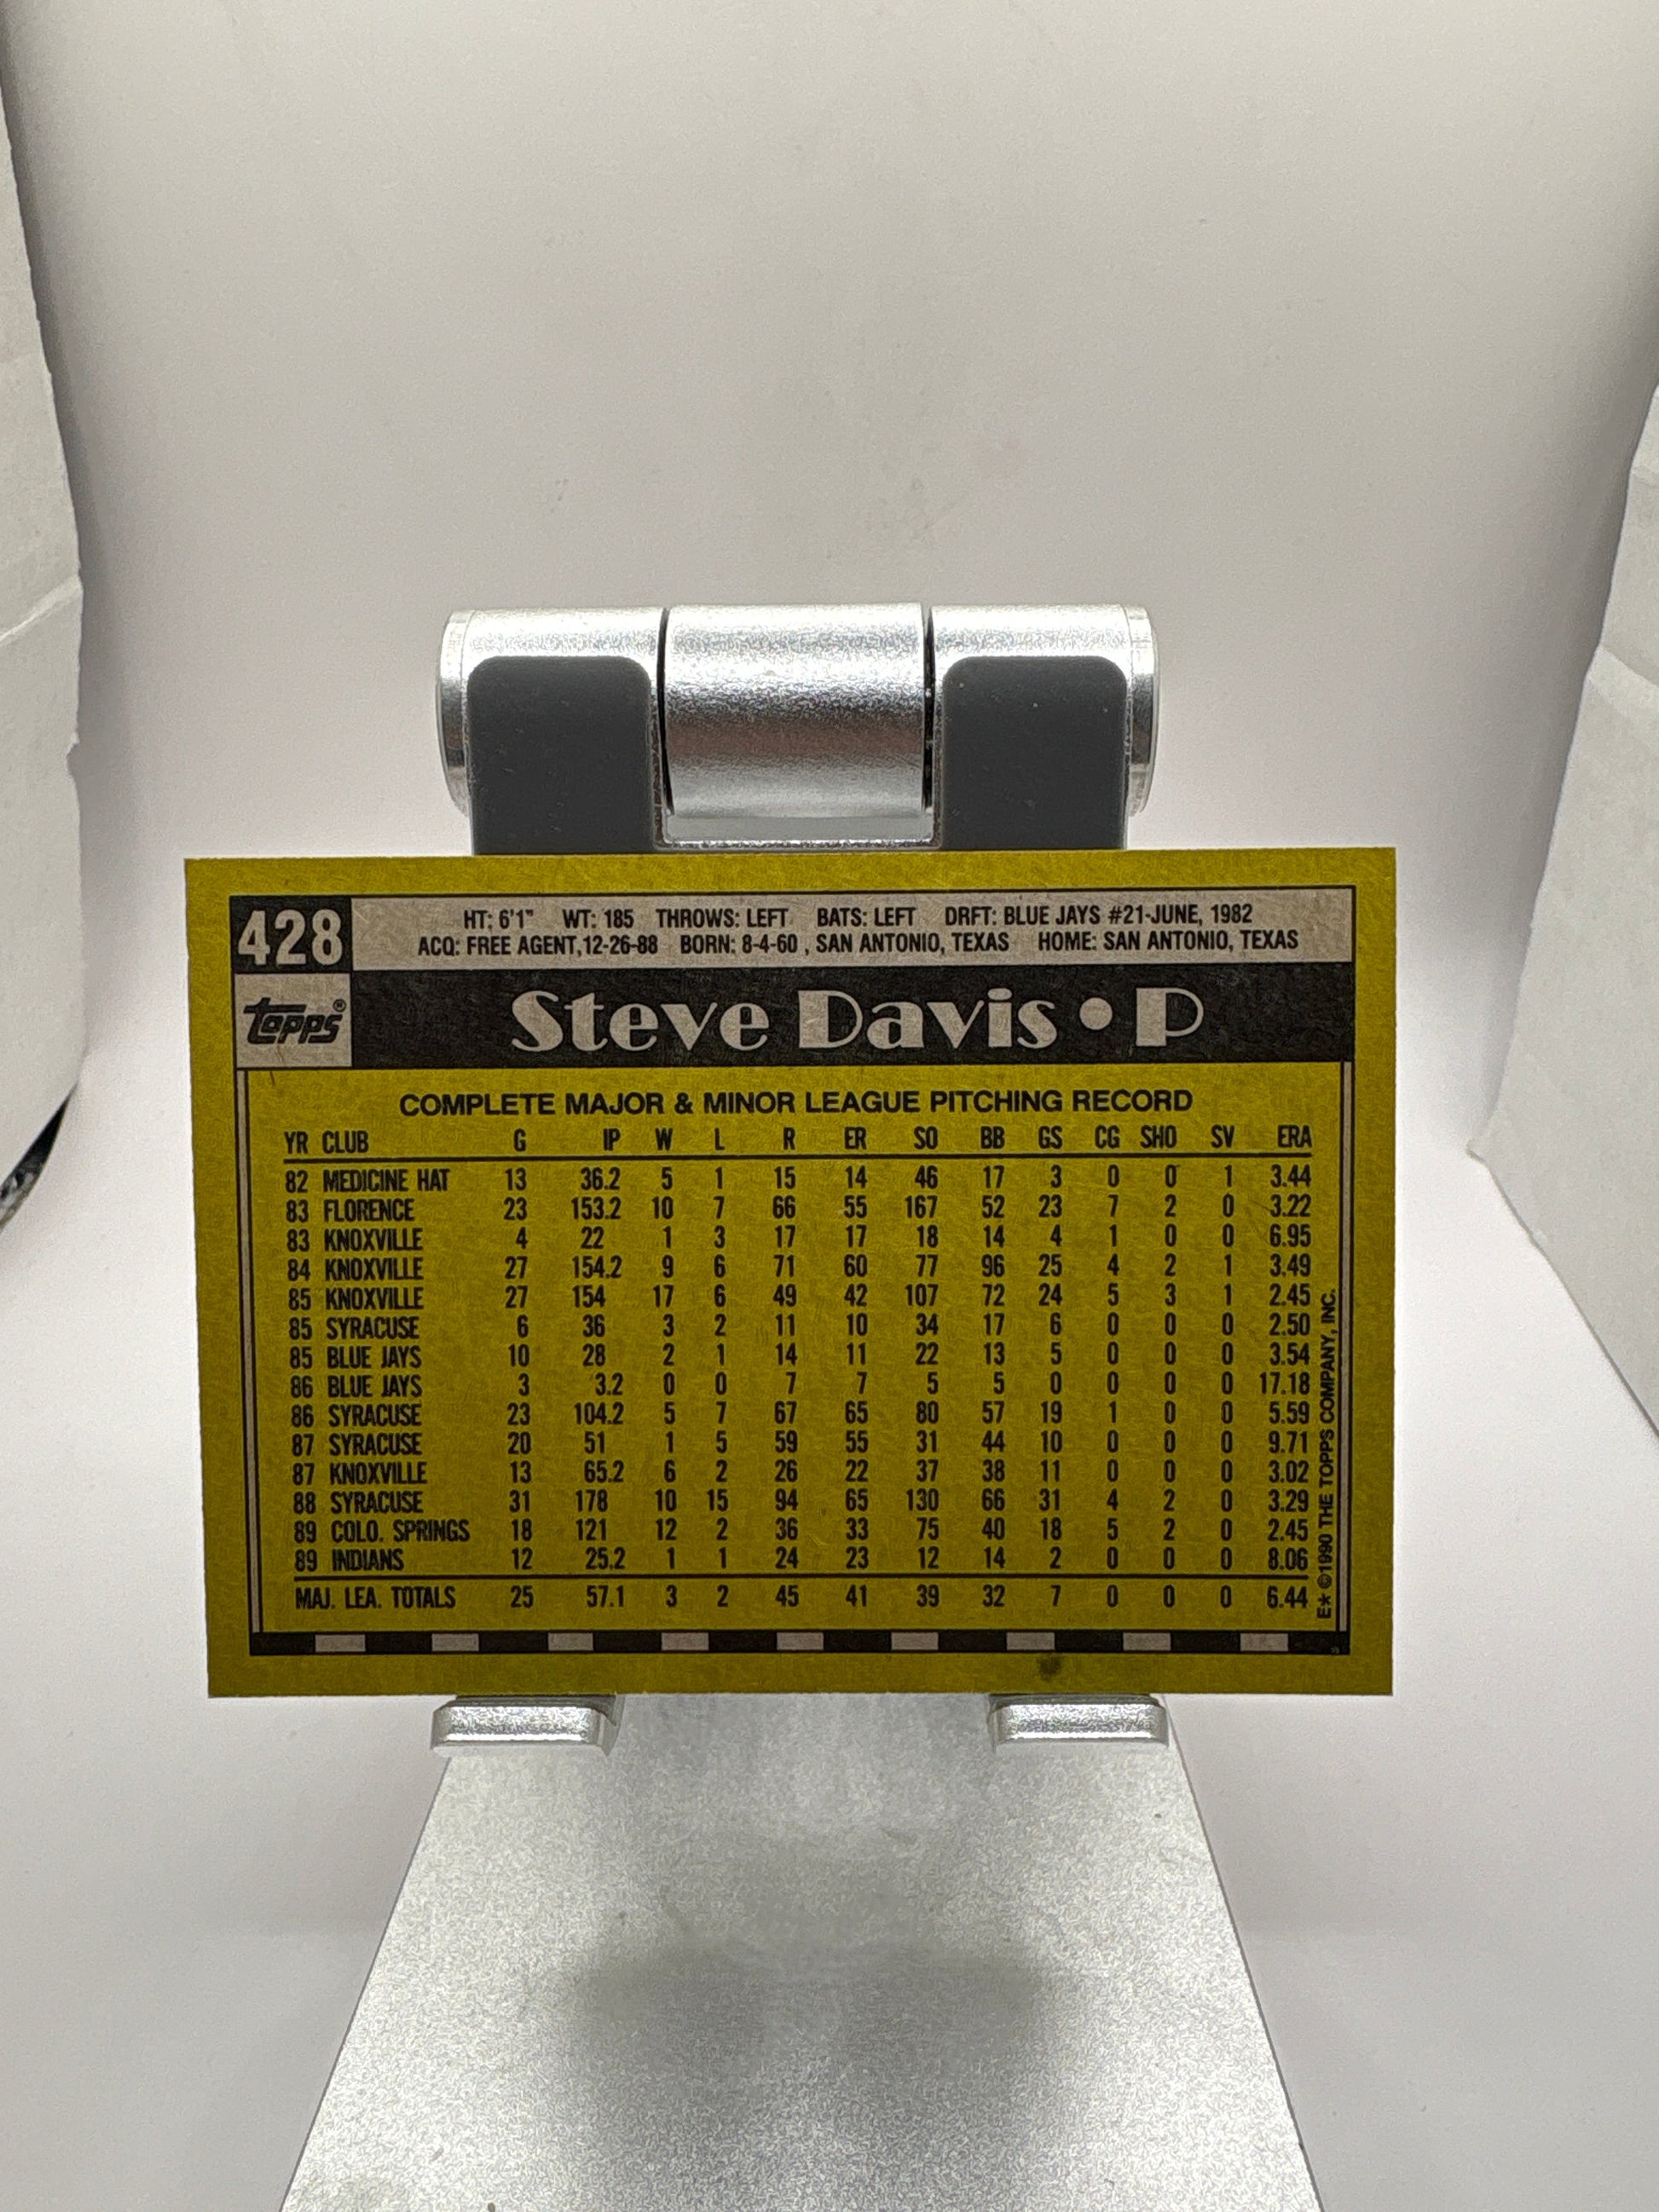 428
HT: 6'1" WT: 185 THROWS: LEFT BATS: LEFT DRFT: BLUE JAYS #21-JUNE, 1982
ACQ: FREE AGENT,12-26-88 BORN: 8-4-60 , SAN ANTONIO, TEXAS HOME: SAN ANTONIO, TEXAS
topps®
Steve Davis • P
COMPLETE MAJOR & MINOR LEAGUE PITCHING RECORD
YR CLUB G IP W L R ER SO BB GS CG SHO SV ERA
82 MEDICINE HAT 13 36.2 5 1 15 14 46 17 3 0 0 1 3.44
83 FLORENCE 23 153.2 10 7 66 55 167 52 23 7 2 0 3.22
83 KNOXVILLE 4 22 1 3 17 17 18 14 4 1 0 0 6.95
84 KNOXVILLE 27 154.2 9 6 71 60 77 96 25 4 2 1 3.49
85 KNOXVILLE 27 154 17 6 49 42 107 72 24 5 3 1 2.45
85 SYRACUSE 6 36 3 2 11 10 34 17 6 0 0 0 2.50
85 BLUE JAYS 10 28 2 1 14 11 22 13 5 0 0 0 3.54
86 BLUE JAYS 3 3.2 0 0 7 7 5 5 0 0 0 0 17.18
86 SYRACUSE 23 104.2 5 7 67 65 80 57 19 1 0 0 5.59
87 SYRACUSE 20 51 1 5 59 55 31 44 10 0 0 0 9.71
87 KNOXVILLE 13 65.2 6 2 26 22 37 38 11 0 0 0 3.02
88 SYRACUSE 31 178 10 15 94 65 130 66 31 4 2 0 3.29
89 COLO. SPRINGS 18 121 12 2 36 33 75 40 18 5 2 0 2.45
89 INDIANS 12 25.2 1 1 24 23 12 14 2 0 0 0 8.06
MAJ. LEA. TOTALS 25 57.1 3 2 45 41 39 32 7 0 0 0 6.44
E* ©1990 THE TOPPS COMPANY, INC.